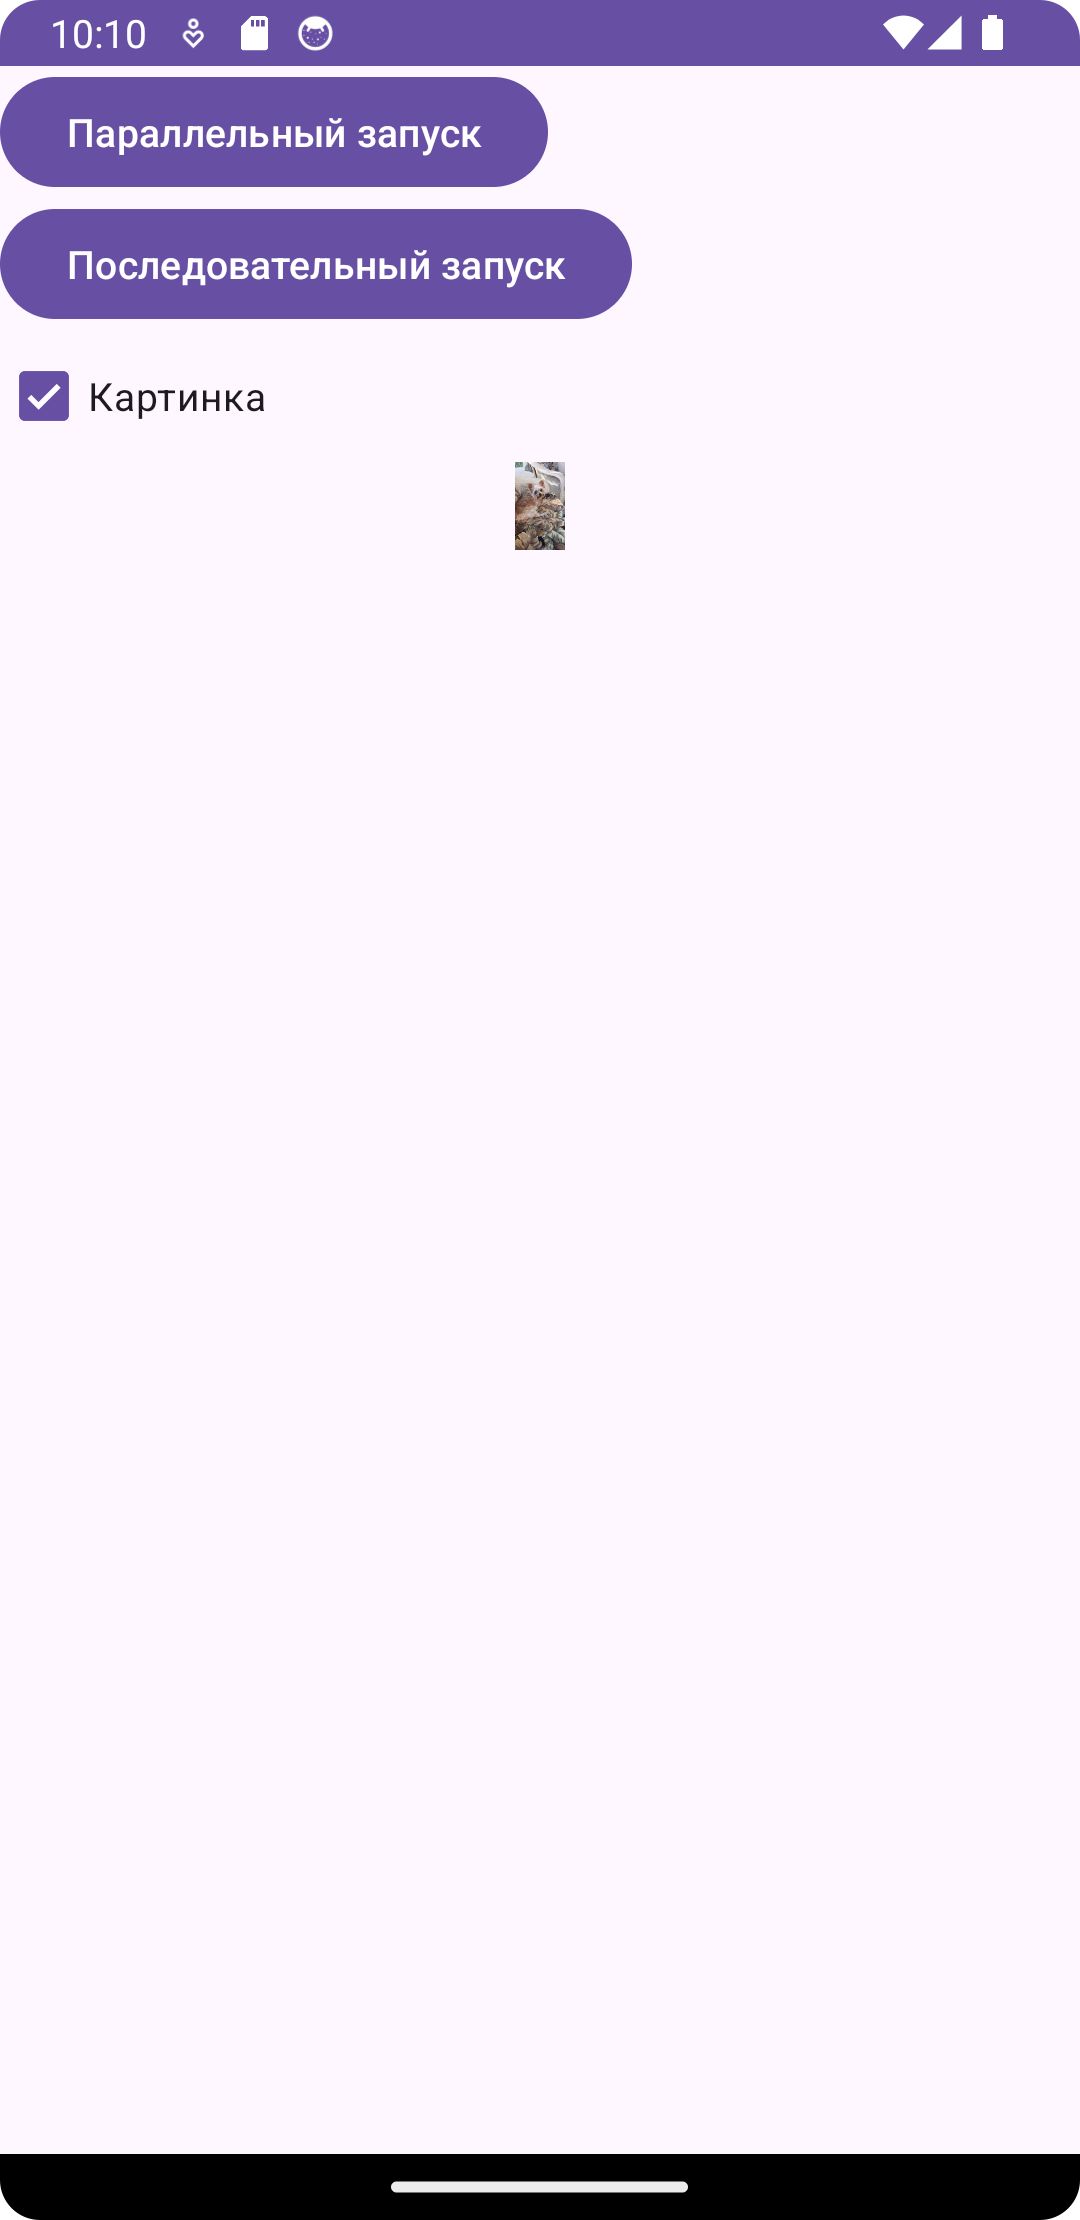 10:10
Параллельный запуск
Последовательный запуск
Картинка